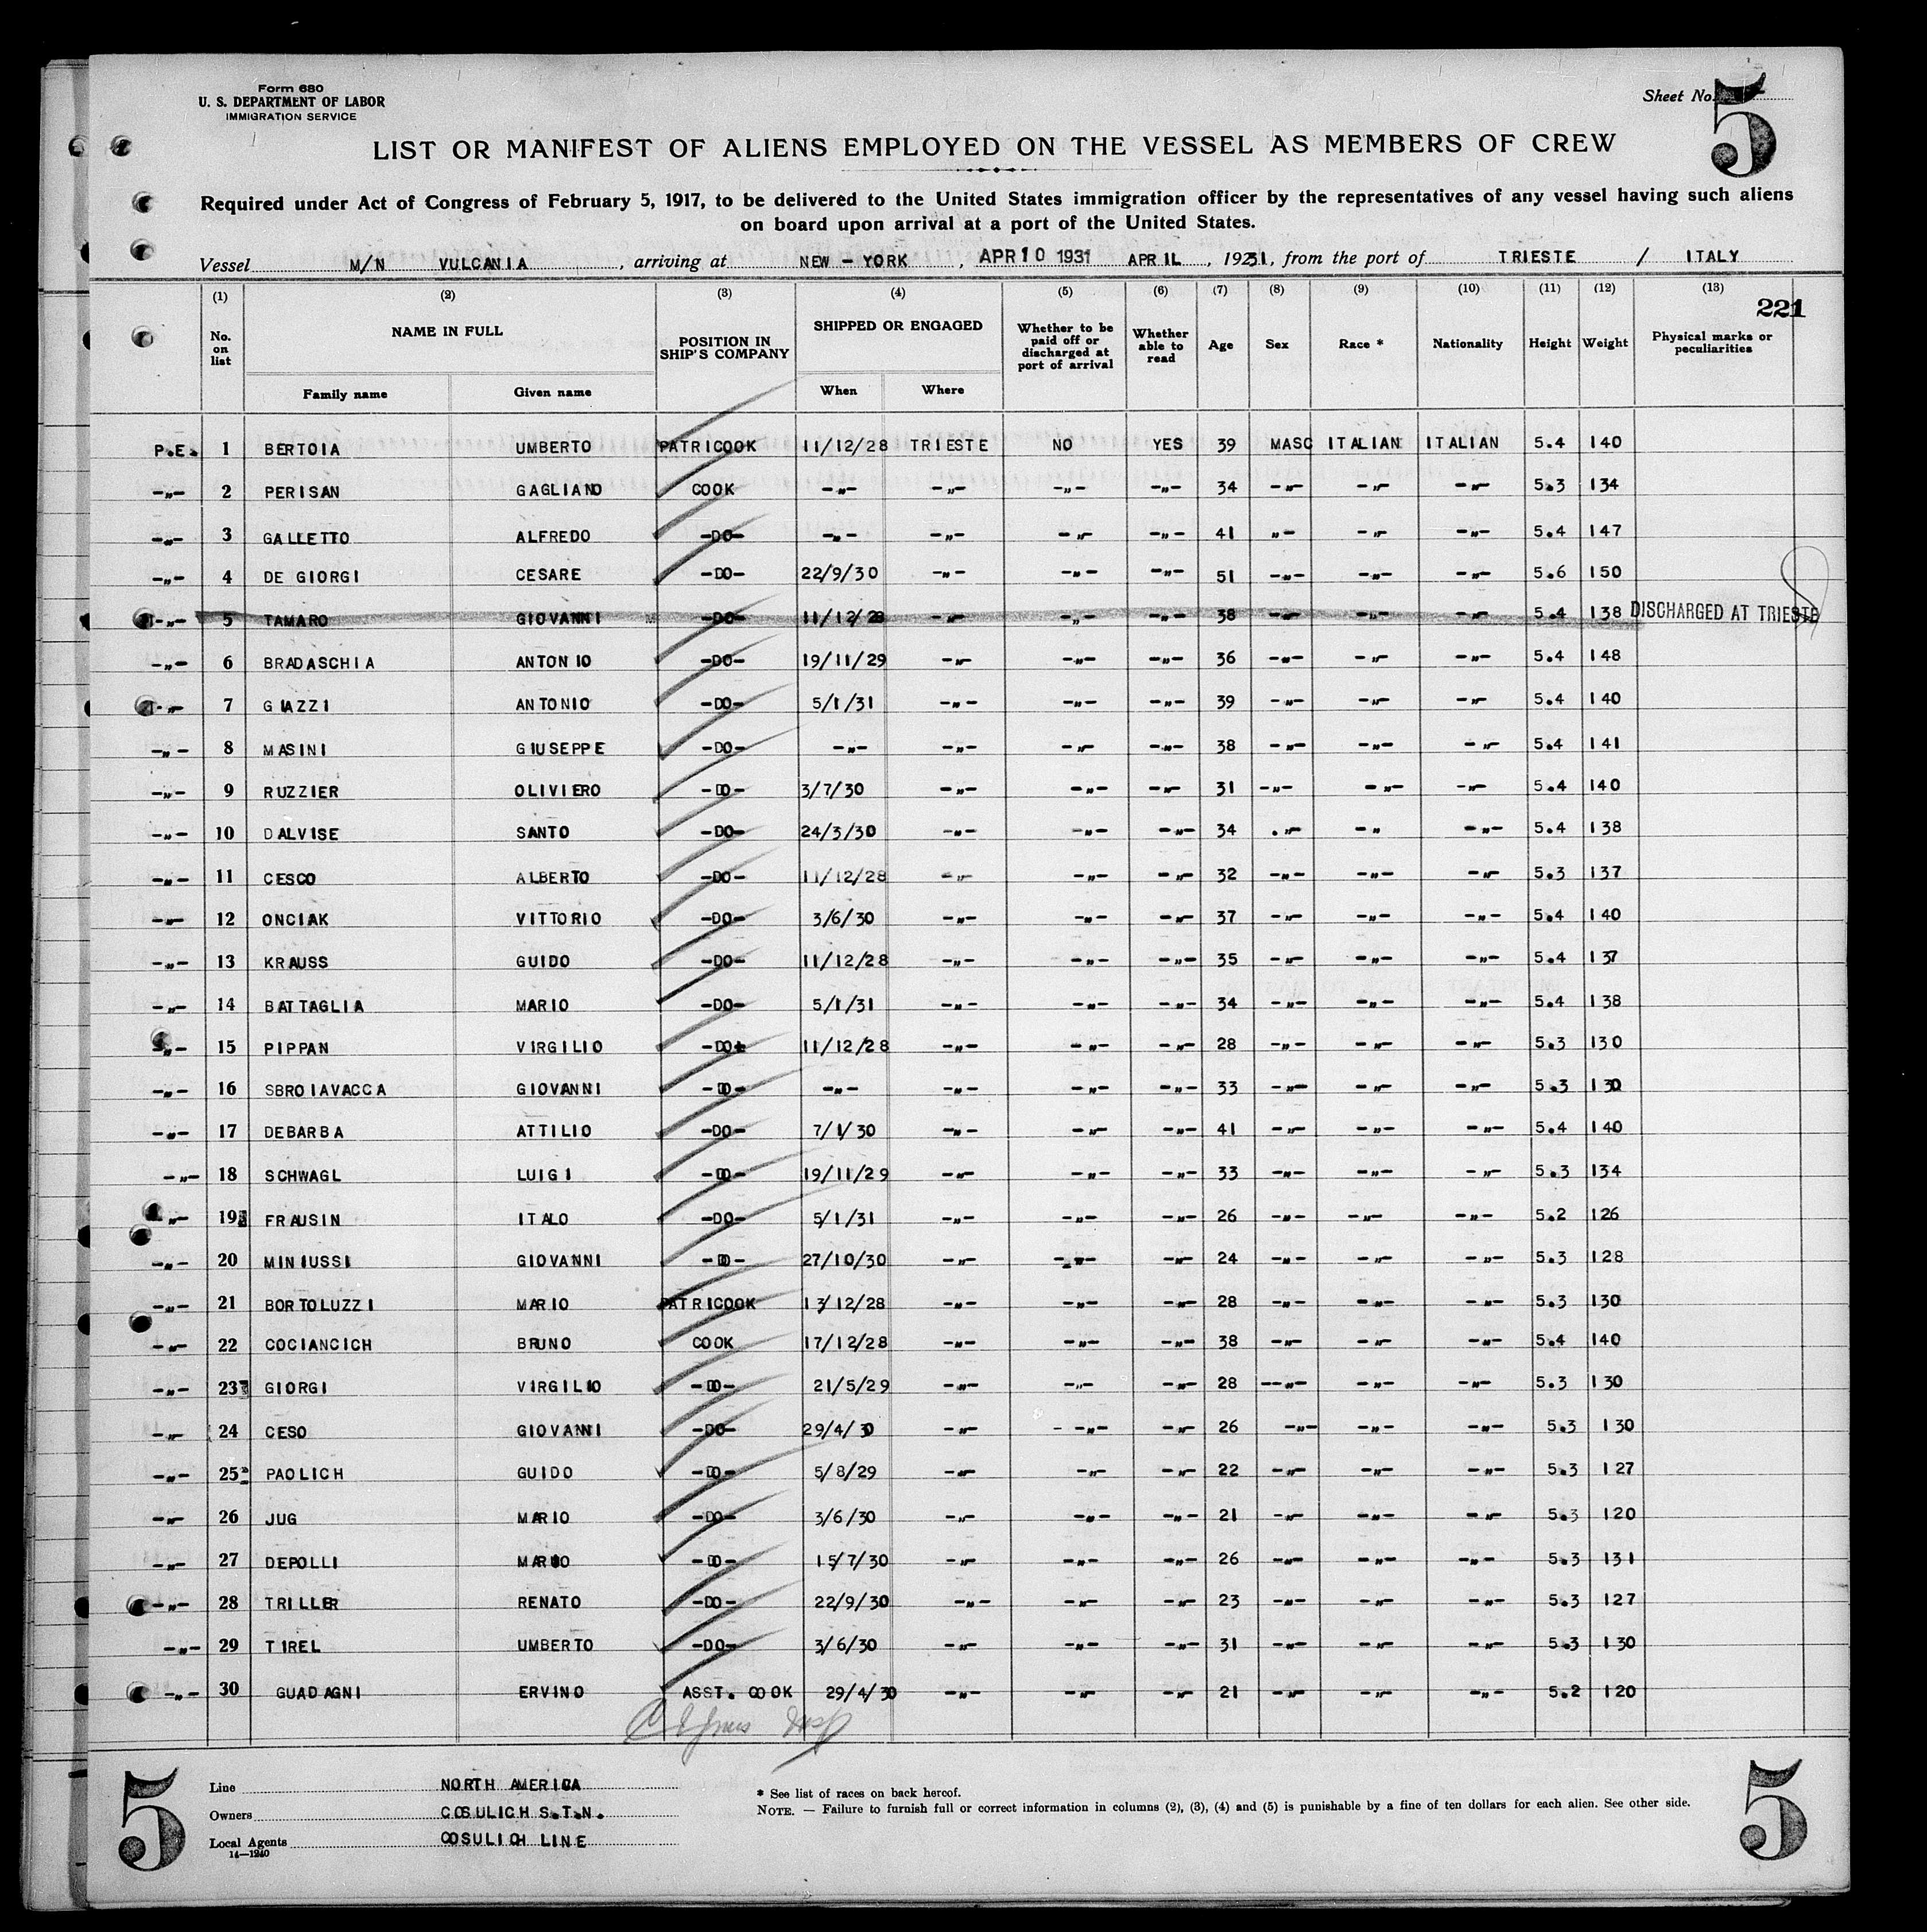 Form 680
U. S. DEPARTMENT OF LABOR
IMMIGRATION SERVICE
Sheet No. 5
LIST OR MANIFEST OF ALIENS EMPLOYED ON THE VESSEL AS MEMBERS OF CREW
Required under Act of Congress of February 5, 1917, to be delivered to the United States immigration officer by the representatives of any vessel having such aliens
on board upon arrival at a port of the United States.
Vessel M/N VULCANIA, arriving at NEW - YORK, APR 10 1931 APRIL, 1931, from the port of TRIESTE / ITALY
(1) (2) (3) (4) (5) (6) (7) (8) (9) (10) (11) (12) (13)
221
No. on list NAME IN FULL POSITION IN SHIP'S COMPANY SHIPPED OR ENGAGED Whether to be paid off or discharged at port of arrival Whether able to read Age Sex Race * Nationality Height Weight Physical marks or peculiarities
Family name Given name When Where
P.E. 1 BERTOIA UMBERTO PATRICOOK 11/12/28 TRIESTE NO YES 39 MASC ITALIAN ITALIAN 5.4 140
-"- 2 PERISAN GAGLIANO COOK -"- -"- -"- -"- 34 -"- -"- -"- 5.3 134
-"- 3 GALLETTO ALFREDO -DO- -"- -"- -"- -"- 41 "- -"- -"- 5.4 147
-"- 4 DE GIORGI CESARE -DO- 22/9/30 -"- -"- -"- 51 -"- -"- -"- 5.6 150
-"- 5 TAMARO GIOVANNI -DO- 11/12/28 -"- -"- -"- 38 -"- -"- -"- 5.4 138 DISCHARGED AT TRIESTE
-"- 6 BRADASCHIA ANTONIO -DO- 19/11/29 -"- -"- -"- 36 -"- -"- -"- 5.4 148
-"- 7 GIAZZI ANTONIO -DO- 5/1/31 -"- -"- -"- 39 -"- -"- -"- 5.4 140
-"- 8 MASINI GIUSEPPE -DO- -"- -"- -"- -"- 38 -"- -"- -"- 5.4 141
-"- 9 RUZZIER OLIVIERO -DO- 3/7/30 -"- -"- -"- 31 -"- -"- -"- 5.4 140
-"- 10 DALVISE SANTO -DO- 24/3/30 -"- -"- -"- 34 -"- -" -"- 5.4 138
-"- 11 CESCO ALBERTO -DO- 11/12/28 -"- -"- -"- 32 -"- -"- -"- 5.3 137
-"- 12 ONCIAK VITTORIO -DO- 3/6/30 -"- -"- -"- 37 -"- -"- -"- 5.4 140
-"- 13 KRAUSS GUIDO -DO- 11/12/28 -"- -"- -"- 35 -"- -"- -"- 5.4 137
-"- 14 BATTAGLIA MARIO -DO- 5/1/31 -"- -"- -"- 34 -"- -"- -"- 5.4 138
-"- 15 PIPPAN VIRGILIO -DO- 11/12/28 -"- -"- -"- 28 -"- -"- -"- 5.3 130
-"- 16 SBROIAVACCA GIOVANNI -DO- -"- -"- -"- -"- 33 -"- -"- -"- 5.3 130
-"- 17 DEBARBA ATTILIO -DO- 7/1/30 -"- -"- -"- 41 -"- -"- -"- 5.4 140
-"- 18 SCHWAGL LUIGI -DO- 19/11/29 -"- -"- -"- 33 -"- -"- -"- 5.3 134
-"- 19 FRAUSIN ITALO -DO- 5/1/31 -"- -"- -"- 26 -"- -"- -"- 5.2 126
-"- 20 MINIUSSI GIOVANNI -DO- 27/10/30 -"- -"- -"- 24 -"- -"- -"- 5.3 128
-"- 21 BORTOLUZZI MARIO PATRICOOK 13/12/28 -"- -"- -"- 28 -"- -"- -"- 5.3 130
-"- 22 COCIANCICH BRUNO COOK 17/12/28 -"- -"- -"- 38 -"- -"- -"- 5.4 140
-"- 23 GIORGI VIRGILIO -DO- 21/5/29 -"- -"- -"- 28 -"- -"- -"- 5.3 130
-"- 24 CESO GIOVANNI -DO- 29/4/30 -"- -"- -"- 26 -"- -"- -"- 5.3 130
-"- 25 PAOLICH GUIDO -DO- 5/8/29 -"- -"- -"- 22 -"- -"- -"- 5.3 127
-"- 26 JUG MARIO -DO- 3/6/30 -"- -"- -"- 21 -"- -"- -"- 5.3 120
-"- 27 DEPOLLI MARIO -DO- 15/7/30 -"- -"- -"- 26 -"- -"- -"- 5.3 131
-"- 28 TRILLER RENATO -DO- 22/9/30 -"- -"- -"- 23 -"- -"- -"- 5.3 127
-"- 29 TIREL UMBERTO -DO- 3/6/30 -"- -"- -"- 31 -"- -"- -"- 5.3 130
-"- 30 GUADAGNI ERVINO ASST. COOK 29/4/30 -"- -"- -"- 21 -"- -"- -"- 5.2 120
5
Line NORTH AMERICA
Owners COSULICH S.T.N.
Local Agents COSULICH LINE
14—1240
* See list of races on back hereof.
NOTE. — Failure to furnish full or correct information in columns (2), (3), (4) and (5) is punishable by a fine of ten dollars for each alien. See other side.
5